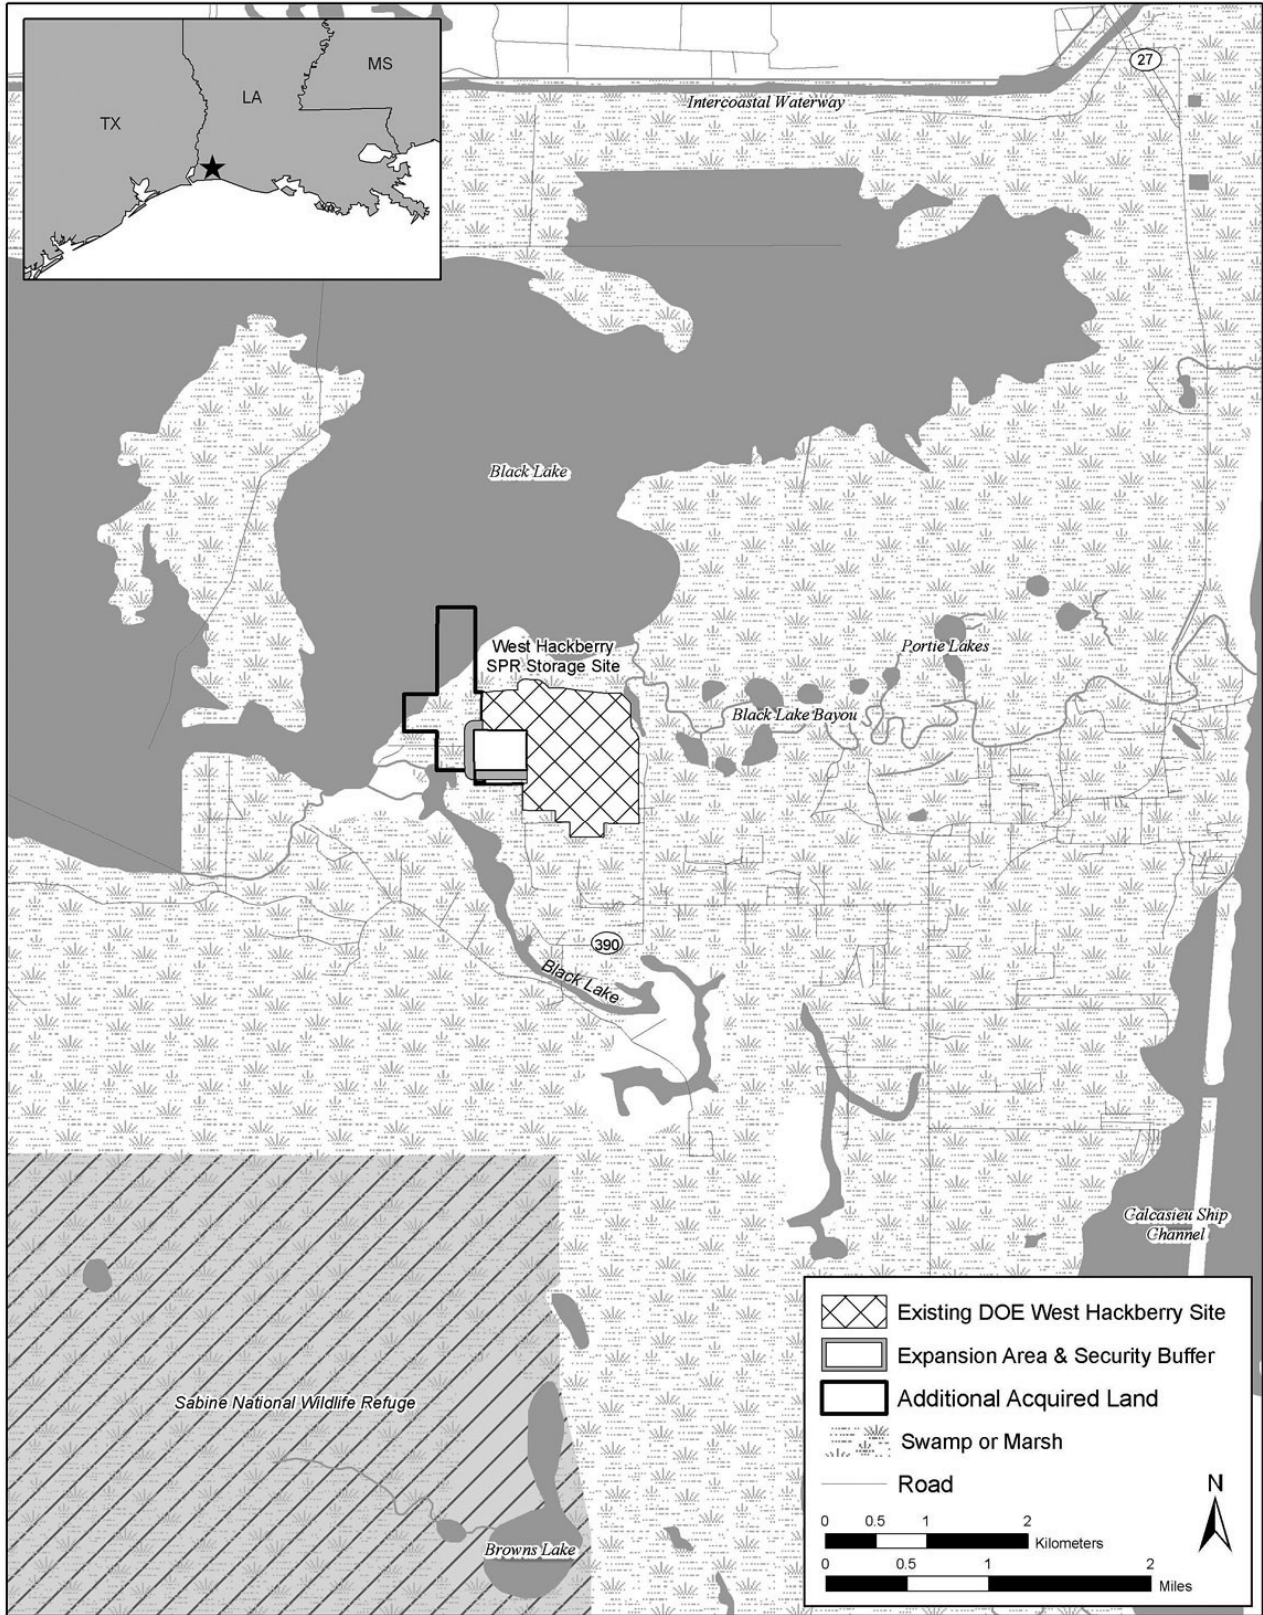 TX
LA
MS
27
Intercoastal Waterway
Black Lake
West Hackberry
SPR Storage Site
Portie Lakes
Black Lake Bayou
390
Black Lake
Calcasieu Ship
Channel
Sabine National Wildlife Refuge
Browns Lake
Existing DOE West Hackberry Site
Expansion Area & Security Buffer
Additional Acquired Land
Swamp or Marsh
Road
N
0 0.5 1 2
Kilometers
0 0.5 1 2
Miles